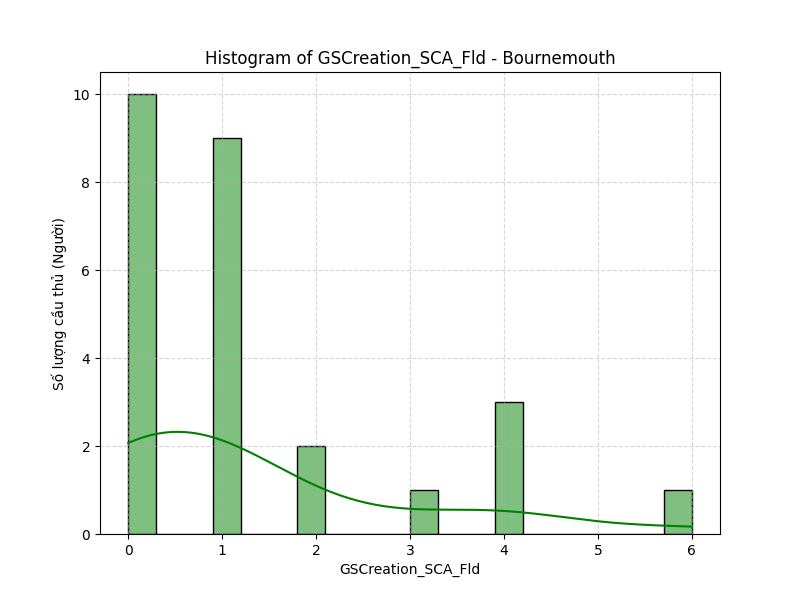 Histogram of GSCreation_SCA_Fld - Bournemouth
Số lượng cầu thủ (Người)
10
8
6
4
2
0
0 1 2 3 4 5 6
GSCreation_SCA_Fld